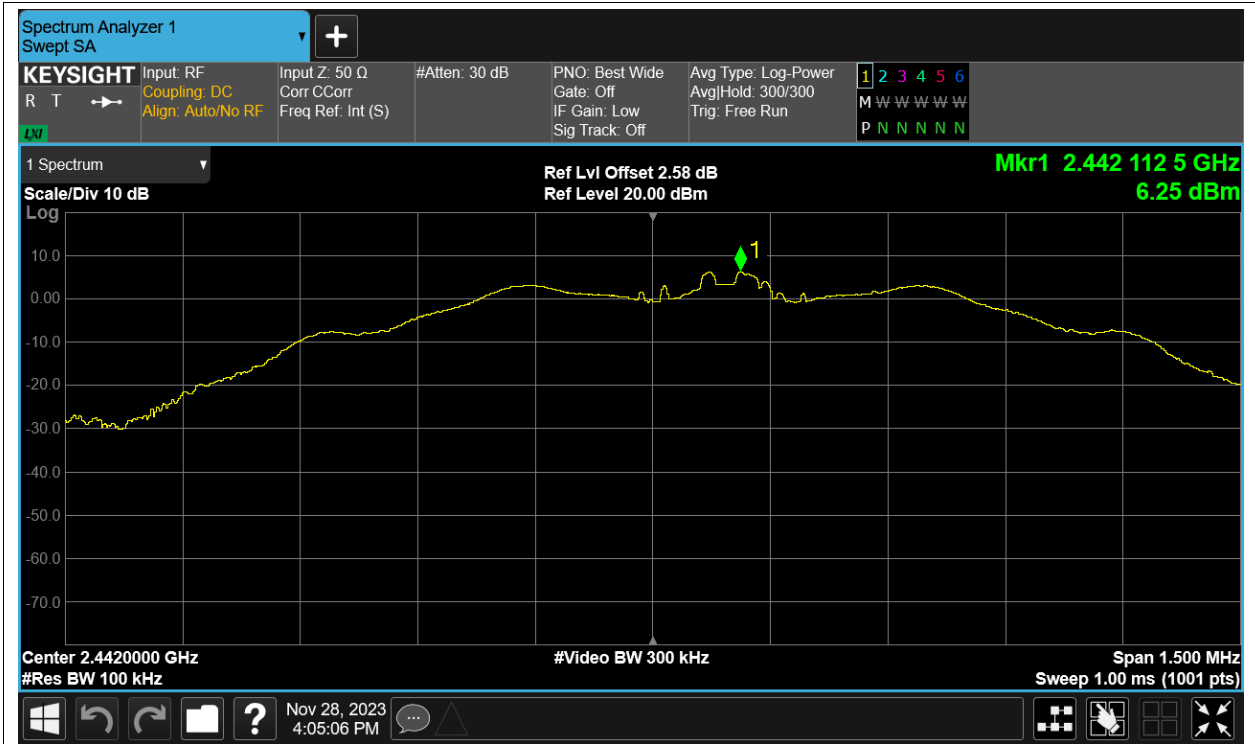 Spectrum Analyzer 1
Swept SA
KEYSIGHT
R T
LXI
Input: RF
Coupling: DC
Align: Auto/No RF
Input Z: 50 Ω
Corr CCorr
Freq Ref: Int (S)
#Atten: 30 dB
PNO: Best Wide
Gate: Off
IF Gain: Low
Sig Track: Off
Avg Type: Log-Power
Avg|Hold: 300/300
Trig: Free Run
1 2 3 4 5 6
M W W W W W
P N N N N N
1 Spectrum
Scale/Div 10 dB
Log
Ref Lvl Offset 2.58 dB
Ref Level 20.00 dBm
Mkr1 2.442 112 5 GHz
6.25 dBm
1
10.0
0.00
-10.0
-20.0
-30.0
-40.0
-50.0
-60.0
-70.0
Center 2.4420000 GHz
#Res BW 100 kHz
#Video BW 300 kHz
Span 1.500 MHz
Sweep 1.00 ms (1001 pts)
?
Nov 28, 2023
4:05:06 PM